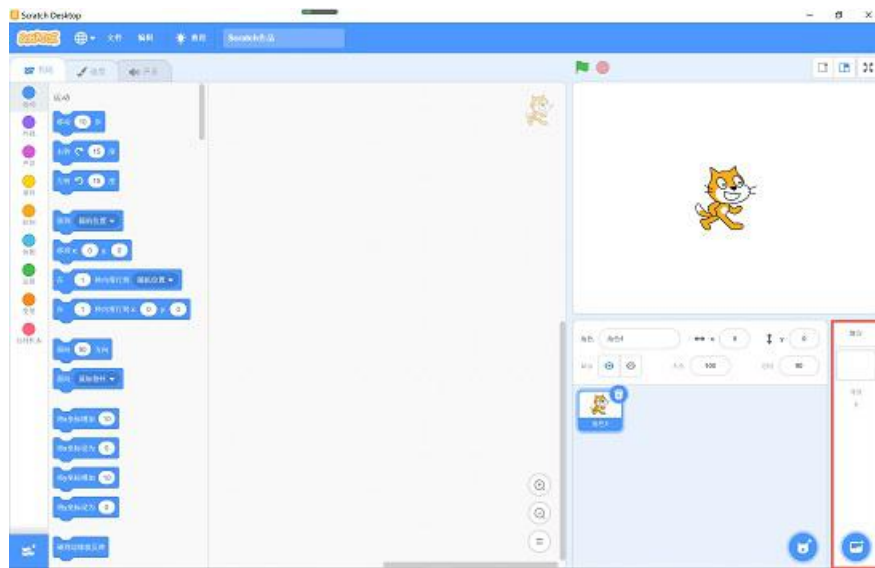 Scratch Desktop
SCRATCH 文件 编辑 教程 Scratch作品
代码 造型 声音
运动
运动
外观
声音
事件
控制
侦测
运算
变量
自制积木
移动 10 步
右转 15 度
左转 15 度
移到 随机位置
移到 x: 0 y: 0
在 1 秒内滑行到 随机位置
在 1 秒内滑行到 x: 0 y: 0
面向 90 方向
面向 鼠标指针
将x坐标增加 10
将x坐标设为 0
将y坐标增加 10
将y坐标设为 0
碰到边缘就反弹
角色 角色1 x 0 y 0
显示 大小 100 方向 90
角色1
舞台
背景